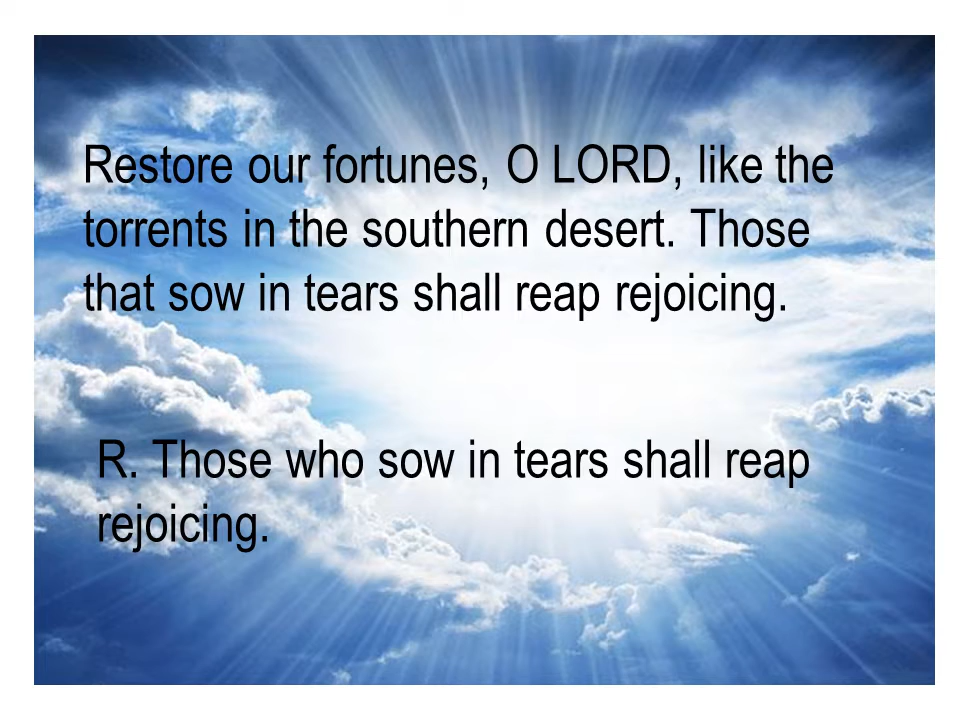 Restore our fortunes, O LORD, like the
torrents in the southern desert. Those
that sow in tears shall reap rejoicing.
R. Those who sow in tears shall reap
rejoicing.